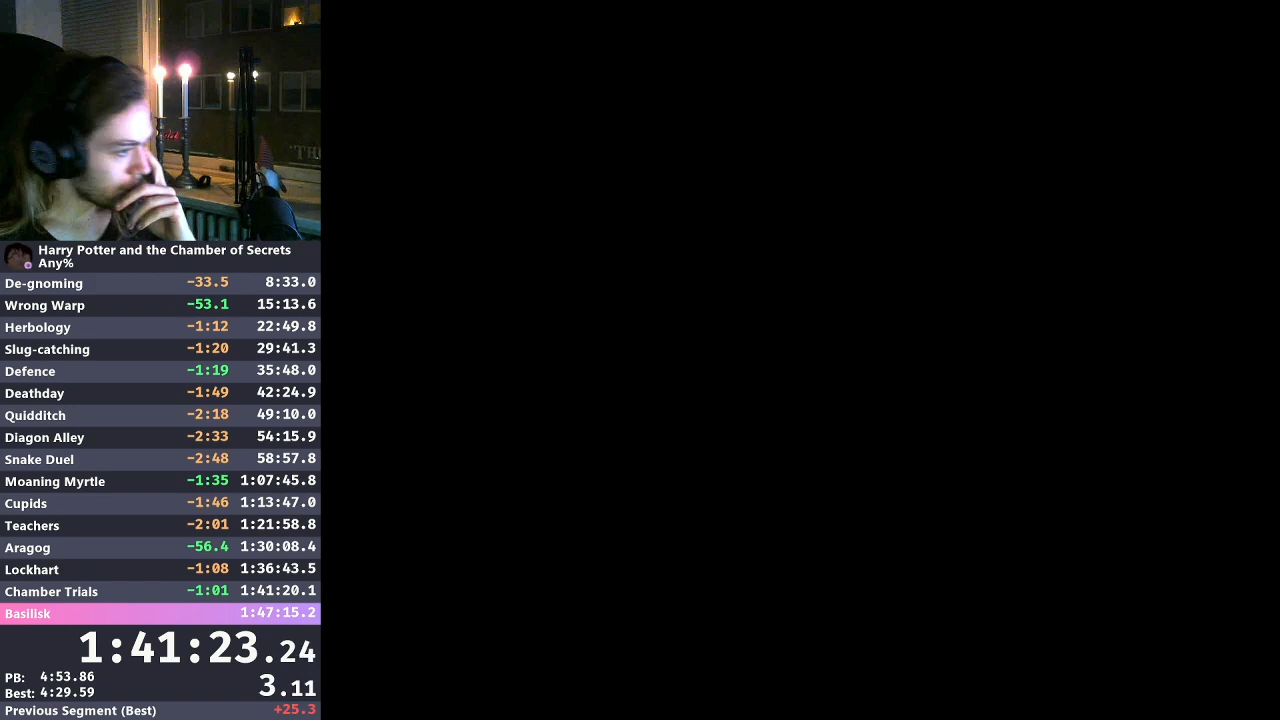 Harry Potter and the Chamber of Secrets
Any%
De-gnoming -33.5 8:33.0
Wrong Warp -53.1 15:13.6
Herbology -1:12 22:49.8
Slug-catching -1:20 29:41.3
Defence -1:19 35:48.0
Deathday -1:49 42:24.9
Quidditch -2:18 49:10.0
Diagon Alley -2:33 54:15.9
Snake Duel -2:48 58:57.8
Moaning Myrtle -1:35 1:07:45.8
Cupids -1:46 1:13:47.0
Teachers -2:01 1:21:58.8
Aragog -56.4 1:30:08.4
Lockhart -1:08 1:36:43.5
Chamber Trials -1:01 1:41:20.1
Basilisk 1:47:15.2
1:41:23.24
PB: 4:53.86
Best: 4:29.59
3.11
Previous Segment (Best) +25.3